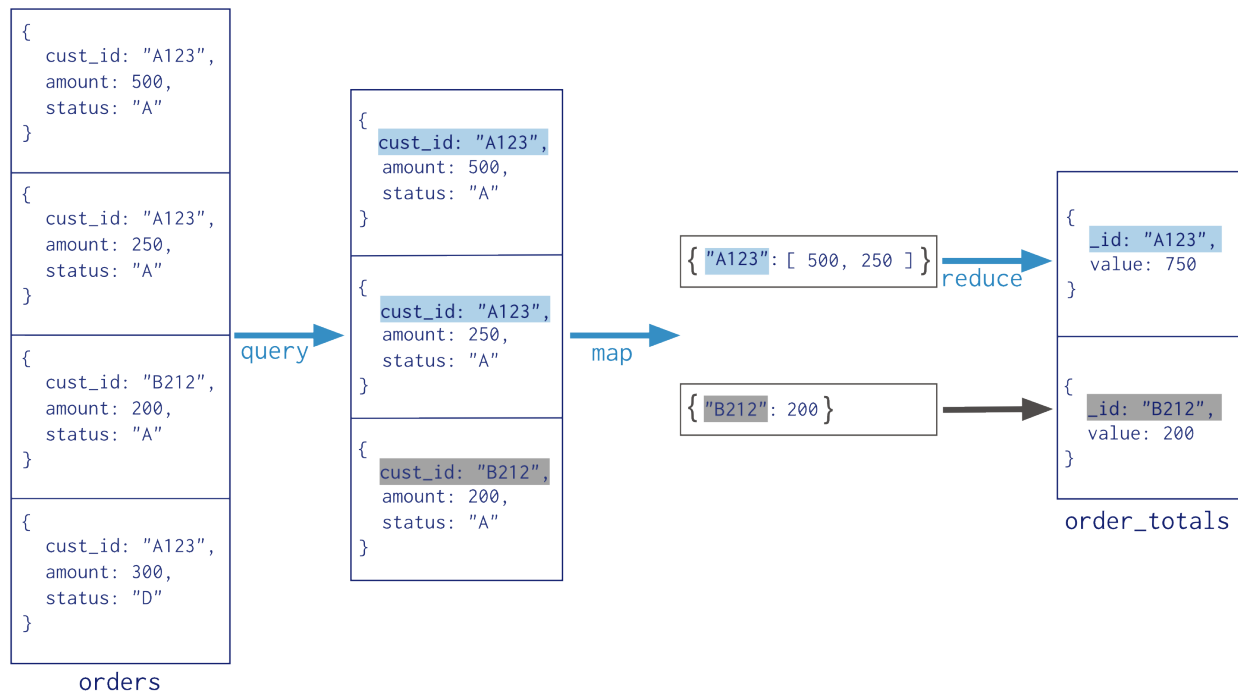 {
cust_id: "A123",
amount: 500,
status: "A"
}
{
cust_id: "A123",
amount: 250,
status: "A"
}
{
cust_id: "B212",
amount: 200,
status: "A"
}
{
cust_id: "A123",
amount: 300,
status: "D"
}
orders
query
{
cust_id: "A123",
amount: 500,
status: "A"
}
{
cust_id: "A123",
amount: 250,
status: "A"
}
{
cust_id: "B212",
amount: 200,
status: "A"
}
map
{ "A123": [ 500, 250 ] }
{ "B212": 200 }
reduce
{
_id: "A123",
value: 750
}
{
_id: "B212",
value: 200
}
order_totals